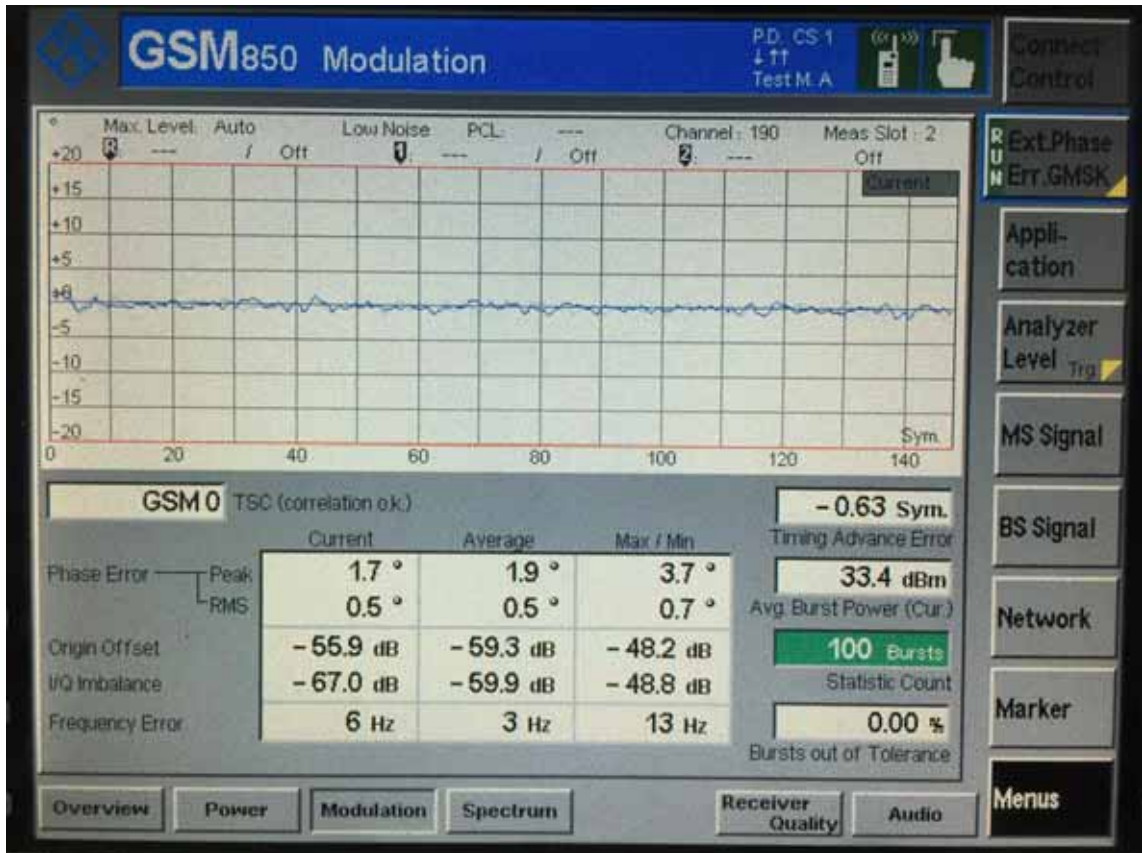 GSM850 Modulation
P.D. CS 1
↓↑↑
Test M. A
Connect
Control
° Max. Level: Auto Low Noise PCL: --- Channel: 190 Meas Slot: 2
R --- / Off 1: --- / Off 2: --- Off
Current
+20
+15
+10
+5
+0
-5
-10
-15
-20
Sym.
0 20 40 60 80 100 120 140
GSM 0 TSC (correlation o.k.)
Current Average Max / Min
Phase Error Peak 1.7 ° 1.9 ° 3.7 °
RMS 0.5 ° 0.5 ° 0.7 °
Origin Offset -55.9 dB -59.3 dB -48.2 dB
I/Q Imbalance -67.0 dB -59.9 dB -48.8 dB
Frequency Error 6 Hz 3 Hz 13 Hz
-0.63 Sym.
Timing Advance Error
33.4 dBm
Avg. Burst Power (Cur.)
100 Bursts
Statistic Count
0.00 %
Bursts out of Tolerance
RUN
Ext.Phase
Err.GMSK
Appli-
cation
Analyzer
Level Trg.
MS Signal
BS Signal
Network
Marker
Menus
Overview Power Modulation Spectrum Receiver Quality Audio